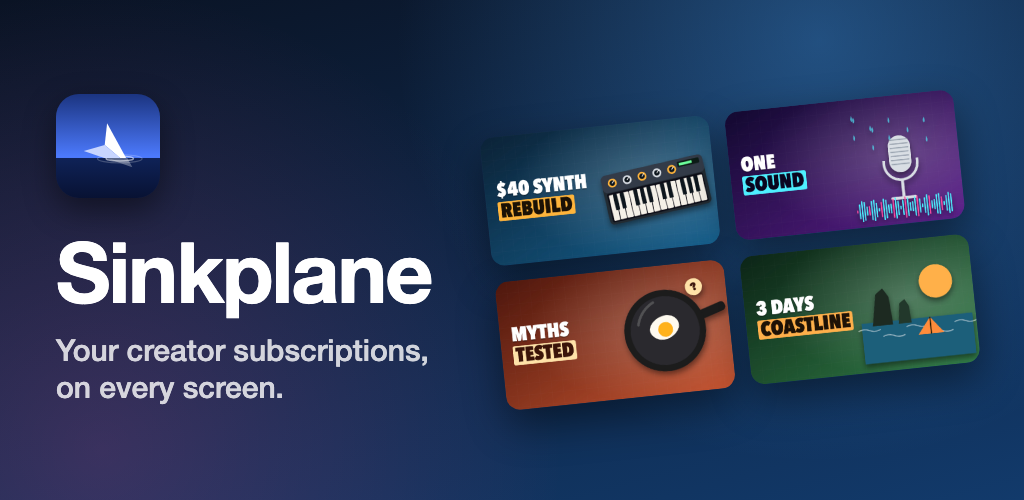 Sinkplane
Your creator subscriptions,
on every screen.
$40 SYNTH
REBUILD
ONE
SOUND
MYTHS
TESTED
?
3 DAYS
COASTLINE